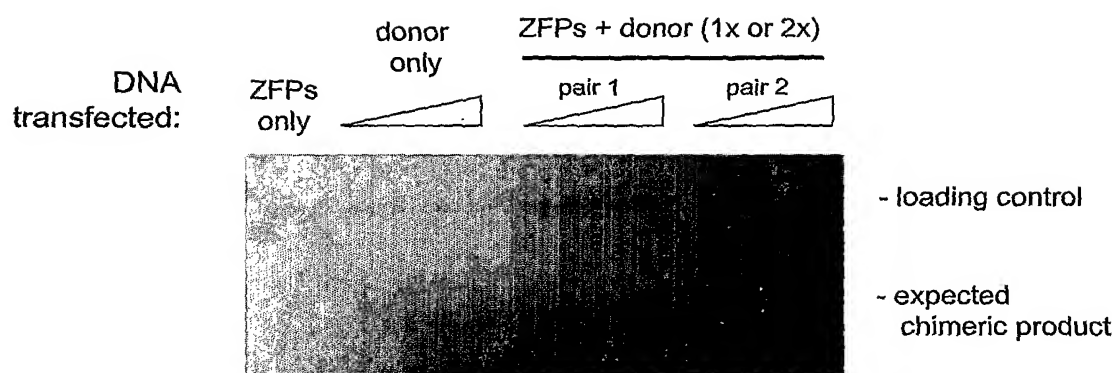 donor
only
ZFPs + donor (1x or 2x)
DNA
transfected:
ZFPs
only
pair 1
pair 2
- loading control
- expected
chimeric product